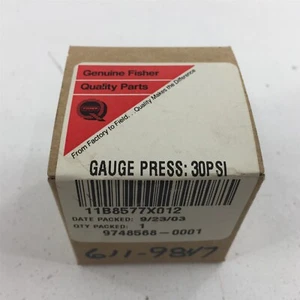 Genuine Fisher
Quality Parts
From Factory to Field...Quality Makes the Difference
GAUGE PRESS: 30PSI
11B8577X012
DATE PACKED: 9/23/03
QTY PACKED: 1
9748568-0001
611-9847